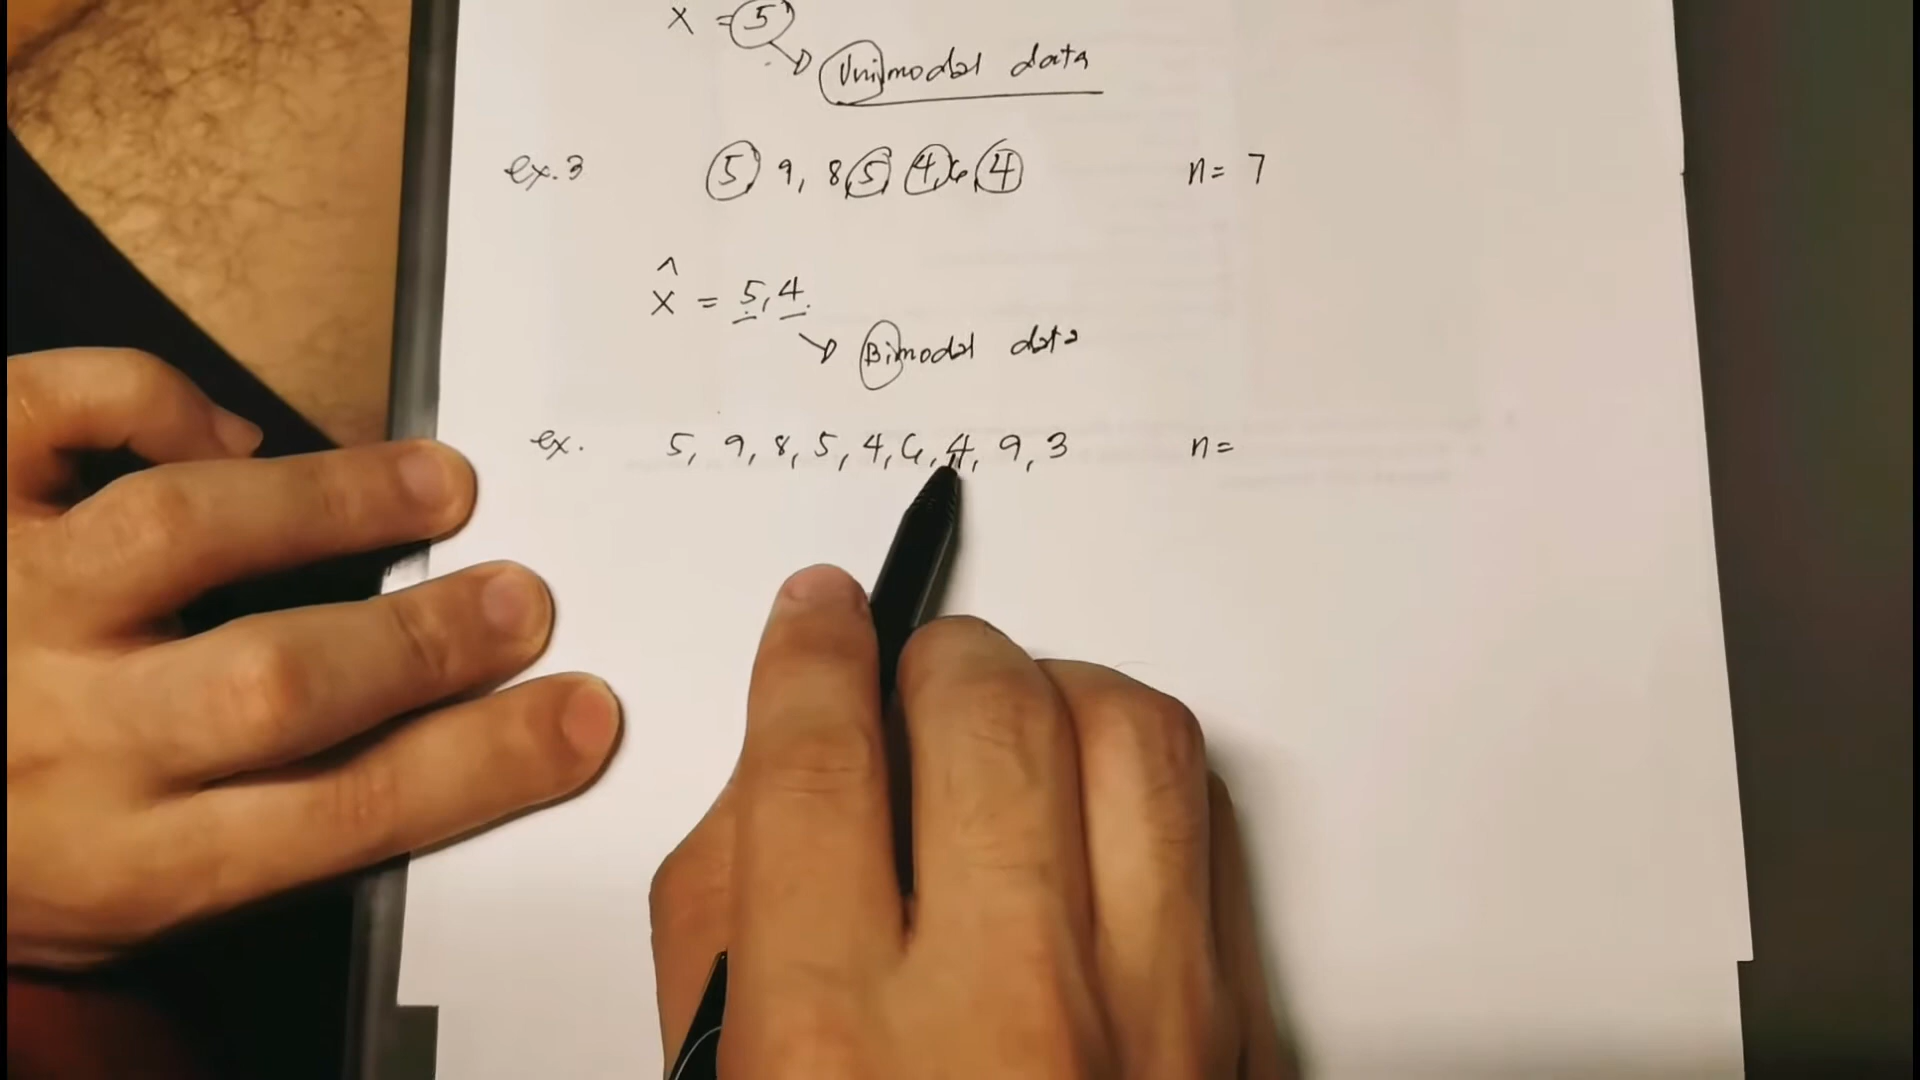 x = 5
Unimodal data
ex. 3 5 9, 8, 5, 4, 6, 4 n = 7
^
x = 5, 4.
Bimodal data
ex. 5, 9, 8, 5, 4, 6, 4, 9, 3 n =